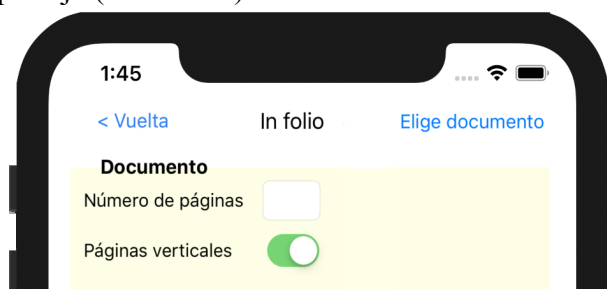 1:45
< Vuelta In folio Elige documento
Documento
Número de páginas
Páginas verticales